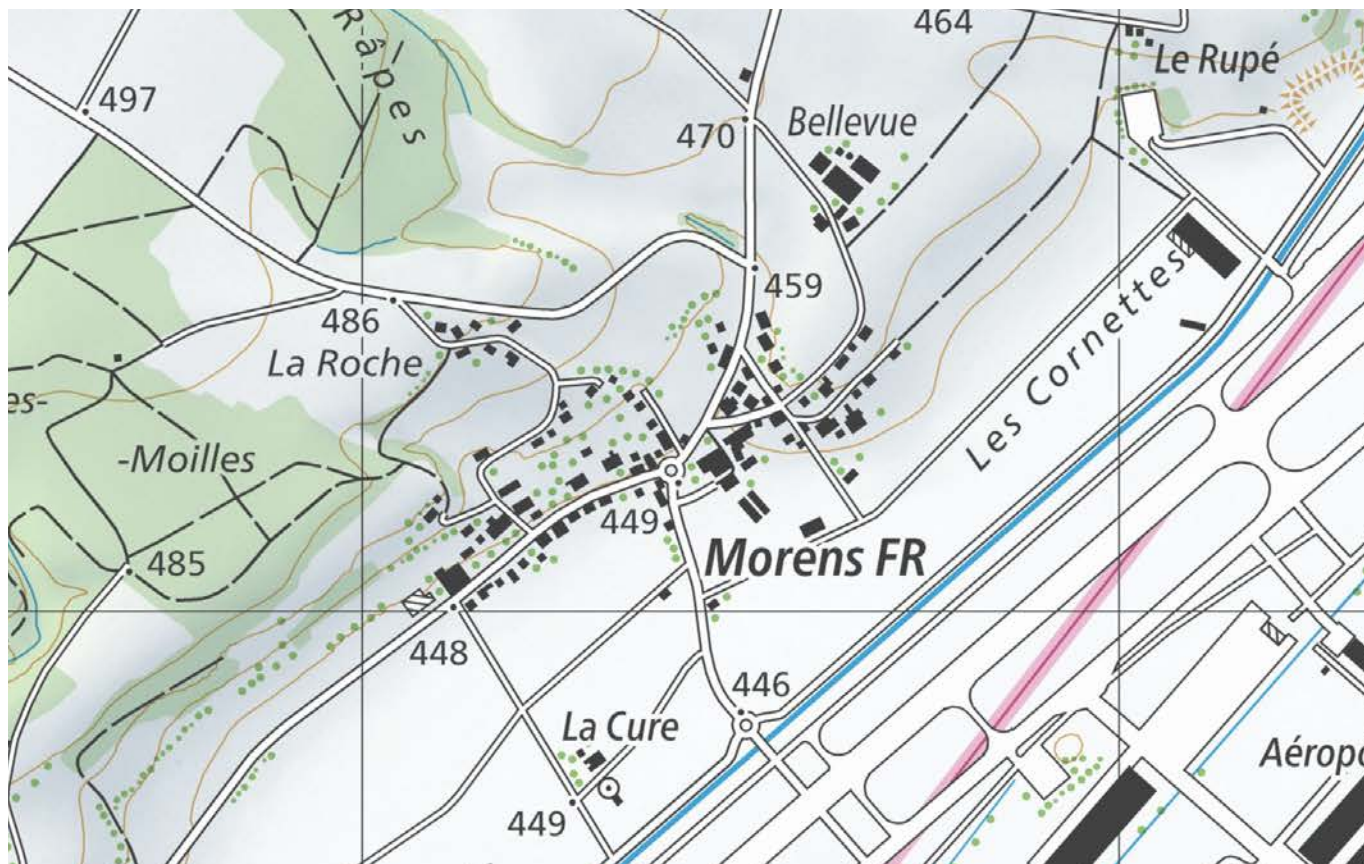 Râpes
464
Le Rupé
497
470
Bellevue
459
486
La Roche
Les Cornettes
es-
-Moilles
449
Morens FR
485
448
446
La Cure
Aéropo
449